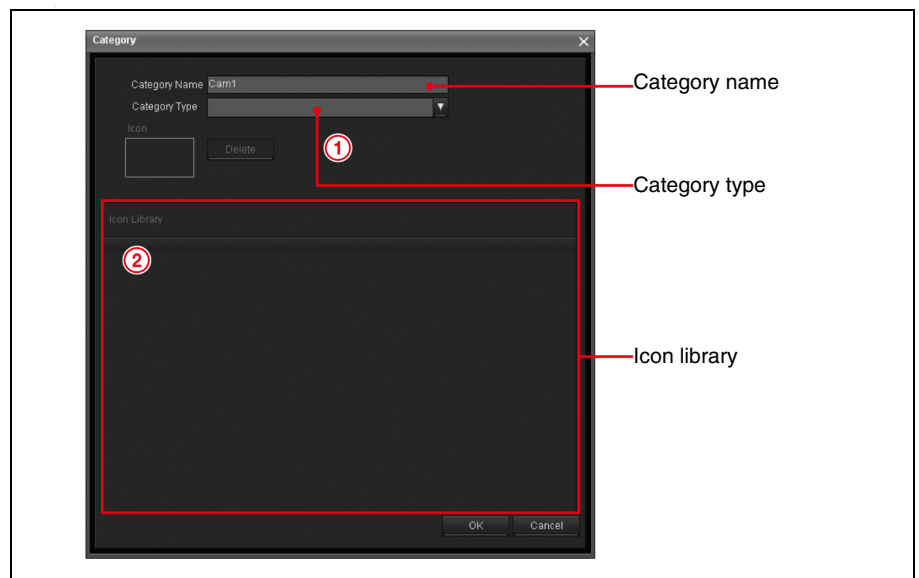 Category
Category Name Cam1
Category name
Category Type
Icon
Delete
1
Category type
Icon Library
2
Icon library
OK Cancel